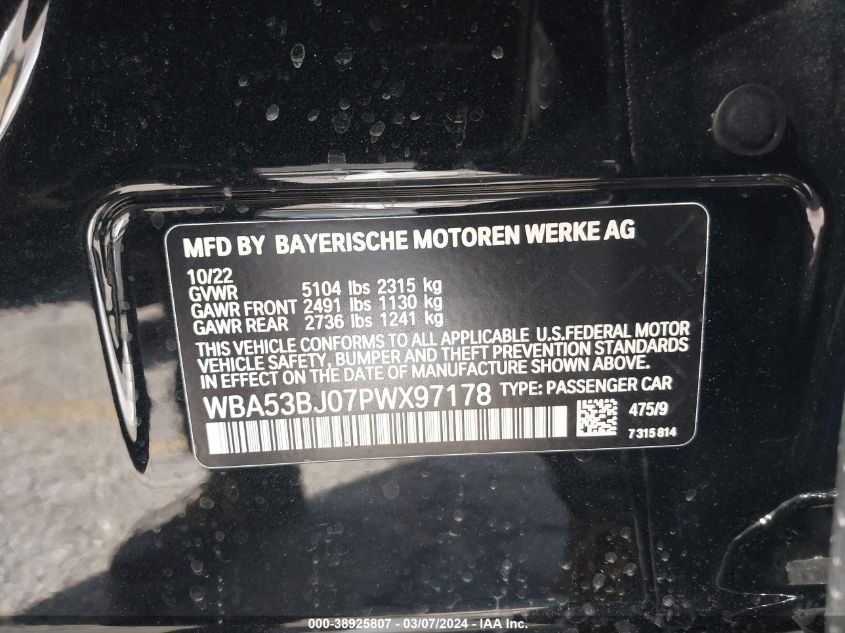 MFD BY BAYERISCHE MOTOREN WERKE AG
10/22
GVWR 5104 lbs 2315 kg
GAWR FRONT 2491 lbs 1130 kg
GAWR REAR 2736 lbs 1241 kg
THIS VEHICLE CONFORMS TO ALL APPLICABLE U.S.FEDERAL MOTOR
VEHICLE SAFETY, BUMPER AND THEFT PREVENTION STANDARDS
IN EFFECT ON THE DATE OF MANUFACTURE SHOWN ABOVE.
WBA53BJ07PWX97178 TYPE: PASSENGER CAR
475/9
7315814
000-38925807 - 03/07/2024 - IAA Inc.